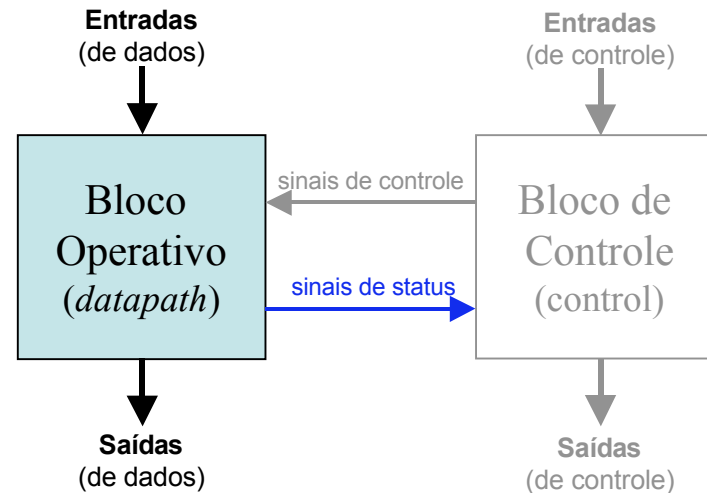 Entradas
(de dados)
Entradas
(de controle)
Bloco
Operativo
(datapath)
sinais de controle
sinais de status
Bloco de
Controle
(control)
Saídas
(de dados)
Saídas
(de controle)